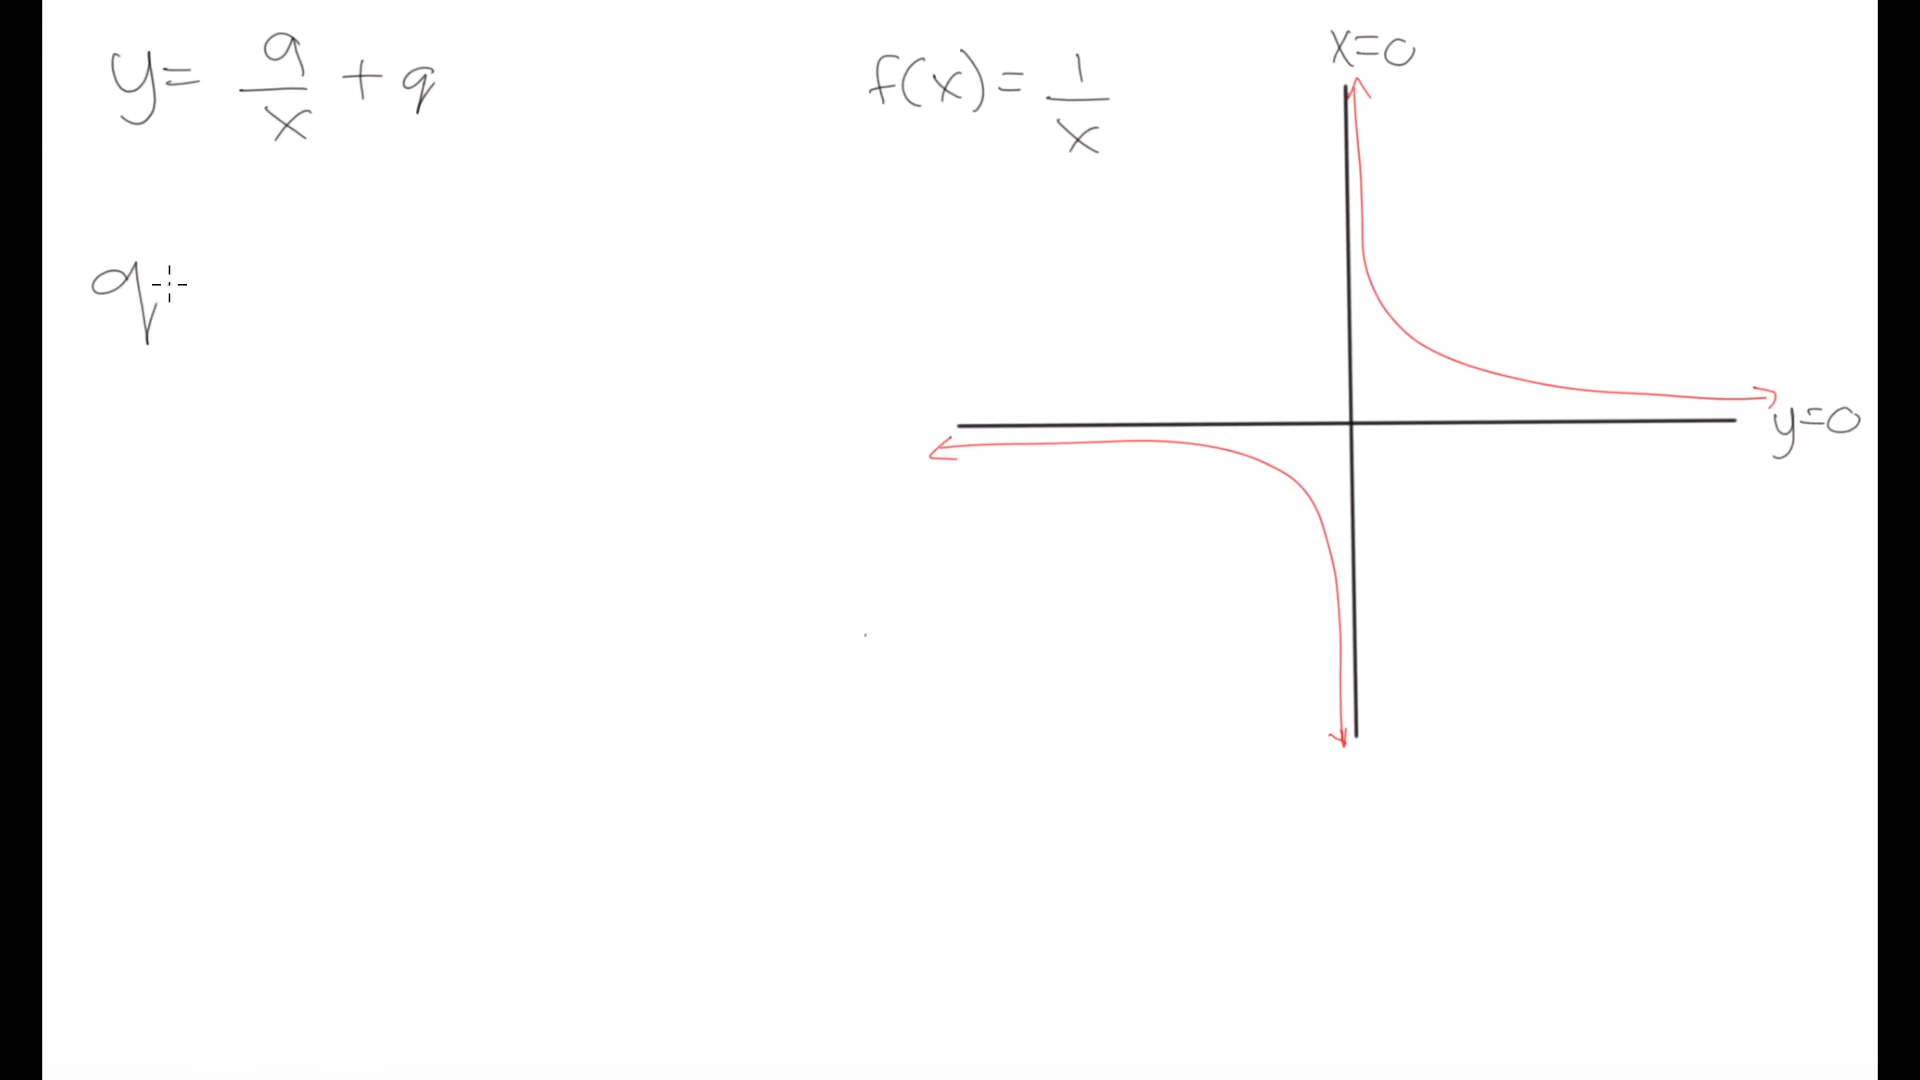 y = a/x + q
f(x) = 1/x
x=0
q
y=0